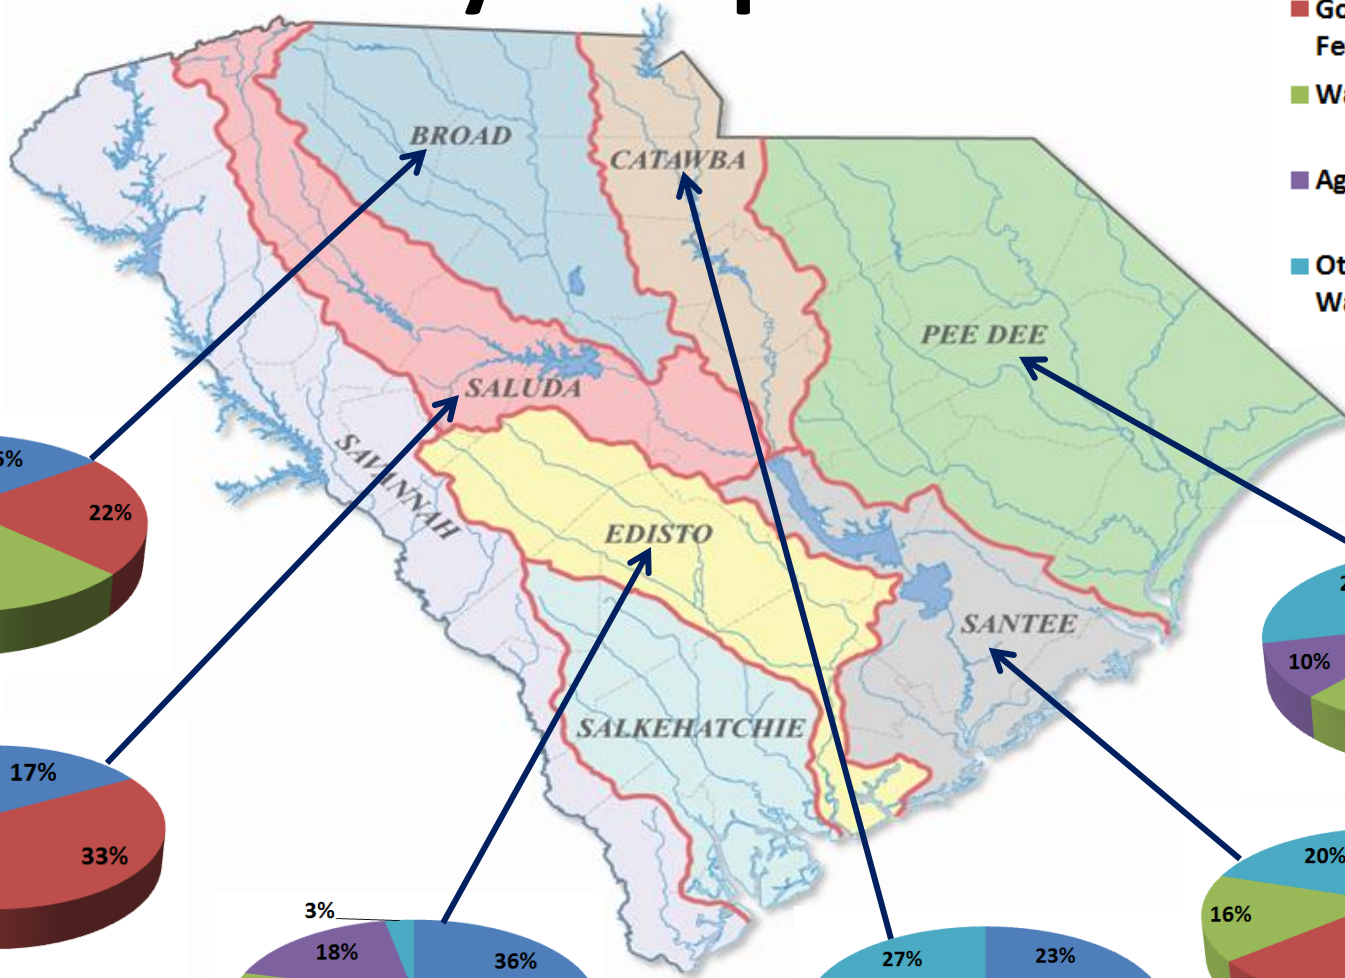 BROAD
CATAWBA
PEE DEE
SALUDA
SAVANNAH
EDISTO
SANTEE
SALKEHATCHIE
22%
17%
33%
3%
18%
36%
27%
23%
10%
20%
16%